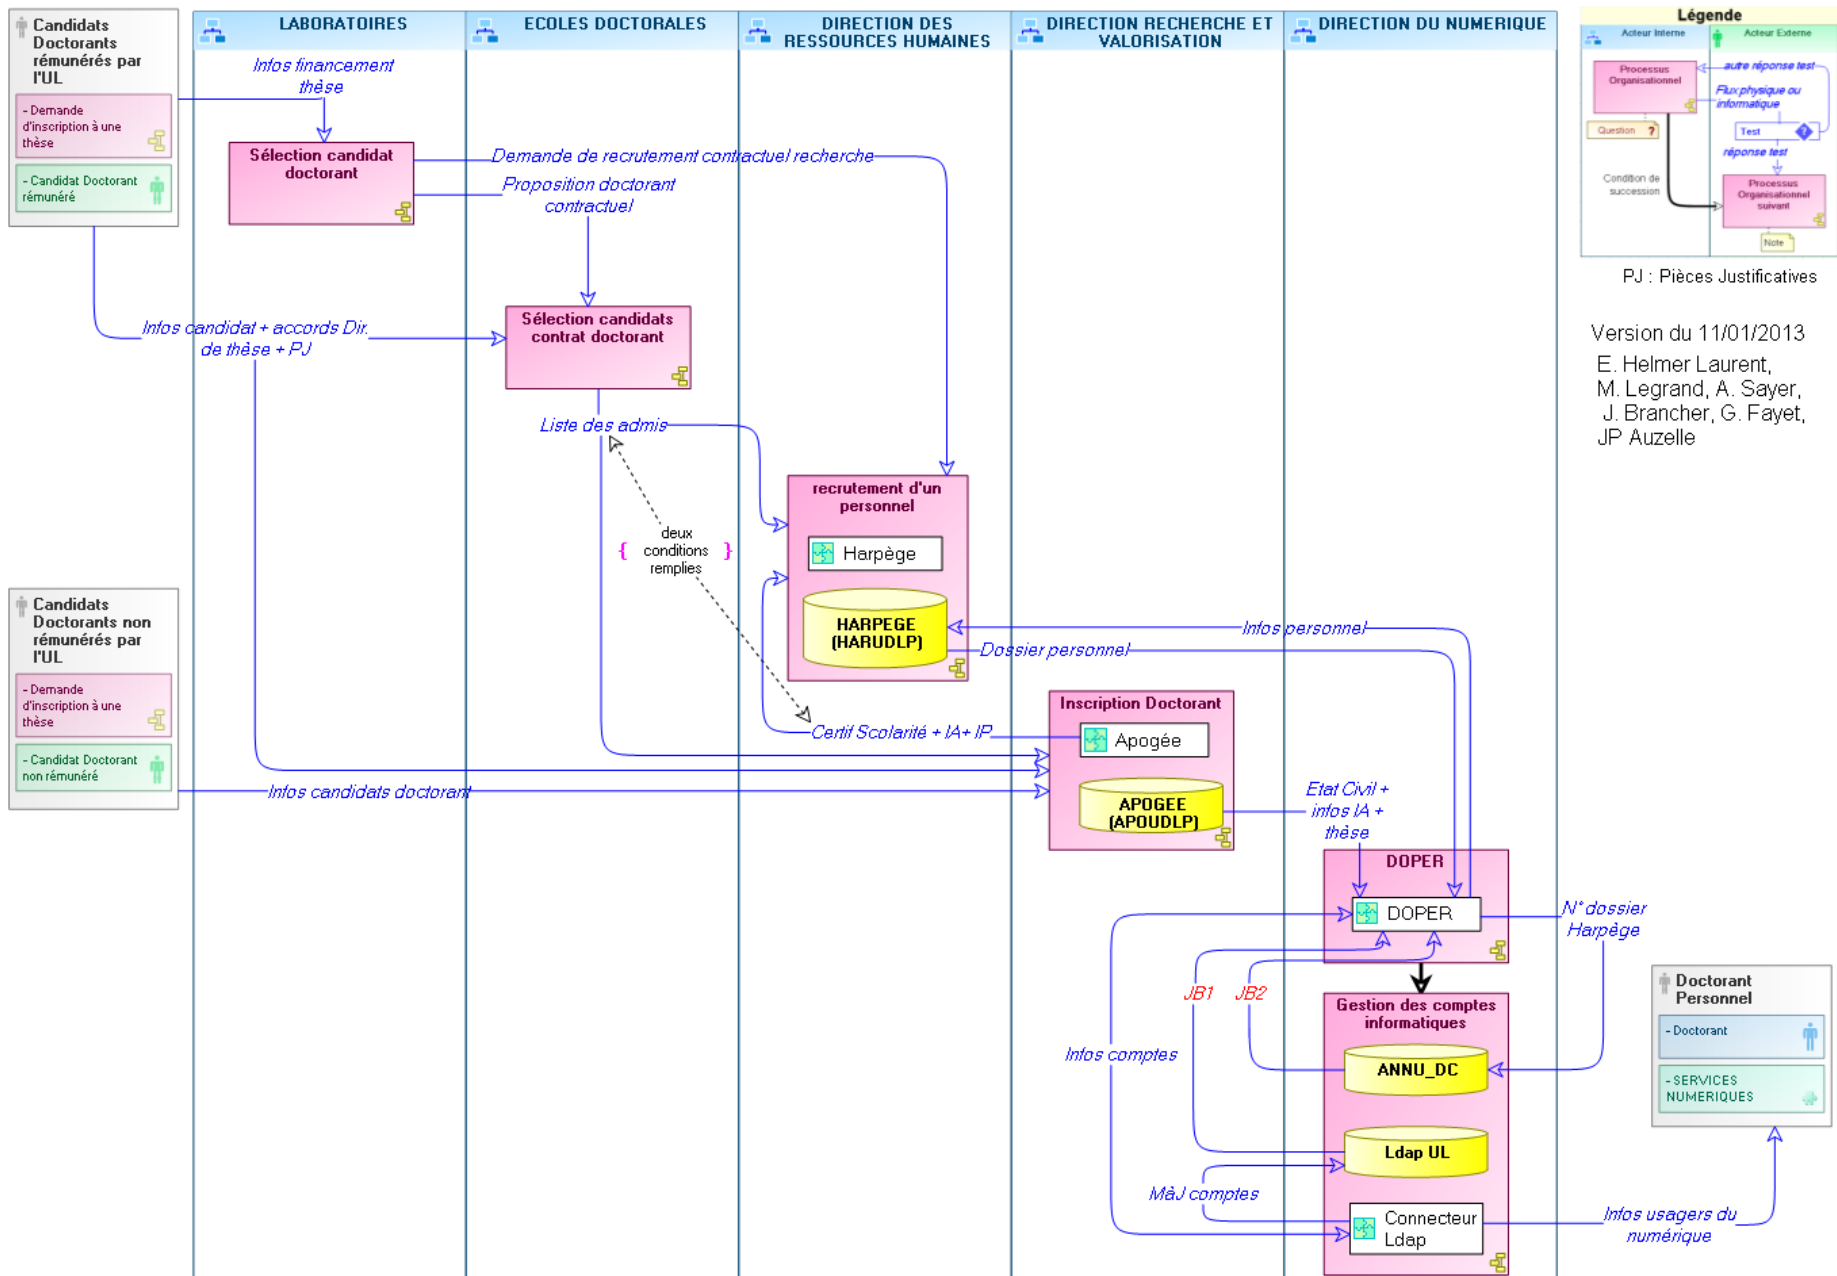 Candidats
Doctorants
rémunérés par
l'UL
- Demande
d'inscription à une
thèse
- Candidat Doctorant
rémunéré
LABORATOIRES
ECOLES DOCTORALES
DIRECTION DES
RESSOURCES HUMAINES
DIRECTION RECHERCHE ET
VALORISATION
DIRECTION DU NUMERIQUE
Légende
Acteur Interne
Acteur Externe
Processus
Organisationnel
autre réponse test
Flux physique ou
informatique
Question ?
Test
réponse test
Condition de
succession
Processus
Organisationnel
suivant
Note
PJ : Pièces Justificatives
Version du 11/01/2013
E. Helmer Laurent,
M. Legrand, A. Sayer,
J. Brancher, G. Fayet,
JP Auzelle
Infos financement
thèse
Sélection candidat
doctorant
Demande de recrutement contractuel recherche
Proposition doctorant
contractuel
Infos candidat + accords Dir.
de thèse + PJ
Sélection candidats
contrat doctorant
Liste des admis
{ deux
conditions
remplies }
recrutement d'un
personnel
Harpège
HARPEGE
(HARUDLP)
Infos personnel
Dossier personnel
Candidats
Doctorants non
rémunérés par
l'UL
- Demande
d'inscription à une
thèse
- Candidat Doctorant
non rémunéré
Inscription Doctorant
Apogée
Certif Scolarité + IA+ IP
Infos candidats doctorant
APOGEE
(APOUDLP)
Etat Civil +
infos IA +
thèse
DOPER
DOPER
N° dossier
Harpège
JB1
JB2
Gestion des comptes
informatiques
ANNU_DC
Infos comptes
Ldap UL
MàJ comptes
Connecteur
Ldap
Infos usagers du
numérique
Doctorant
Personnel
- Doctorant
- SERVICES
NUMERIQUES